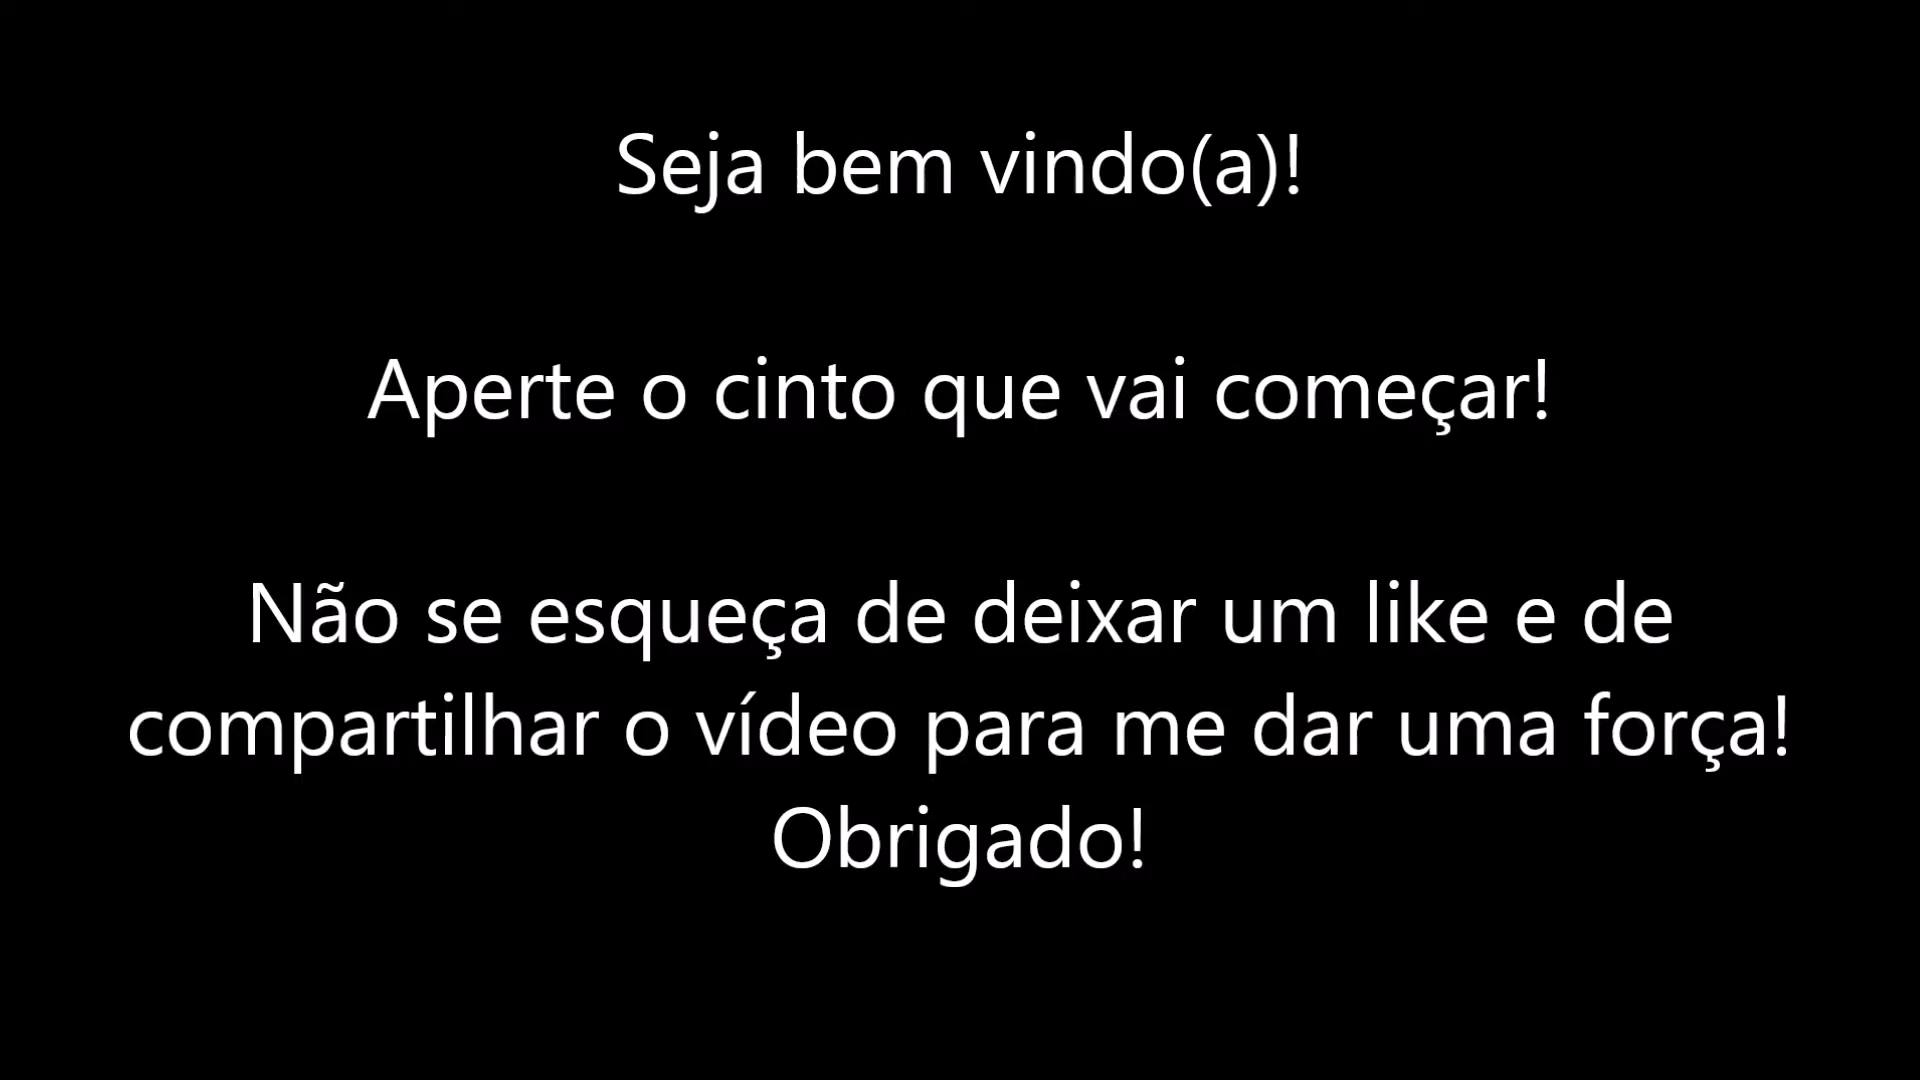 Seja bem vindo(a)!
Aperte o cinto que vai começar!
Não se esqueça de deixar um like e de
compartilhar o vídeo para me dar uma força!
Obrigado!